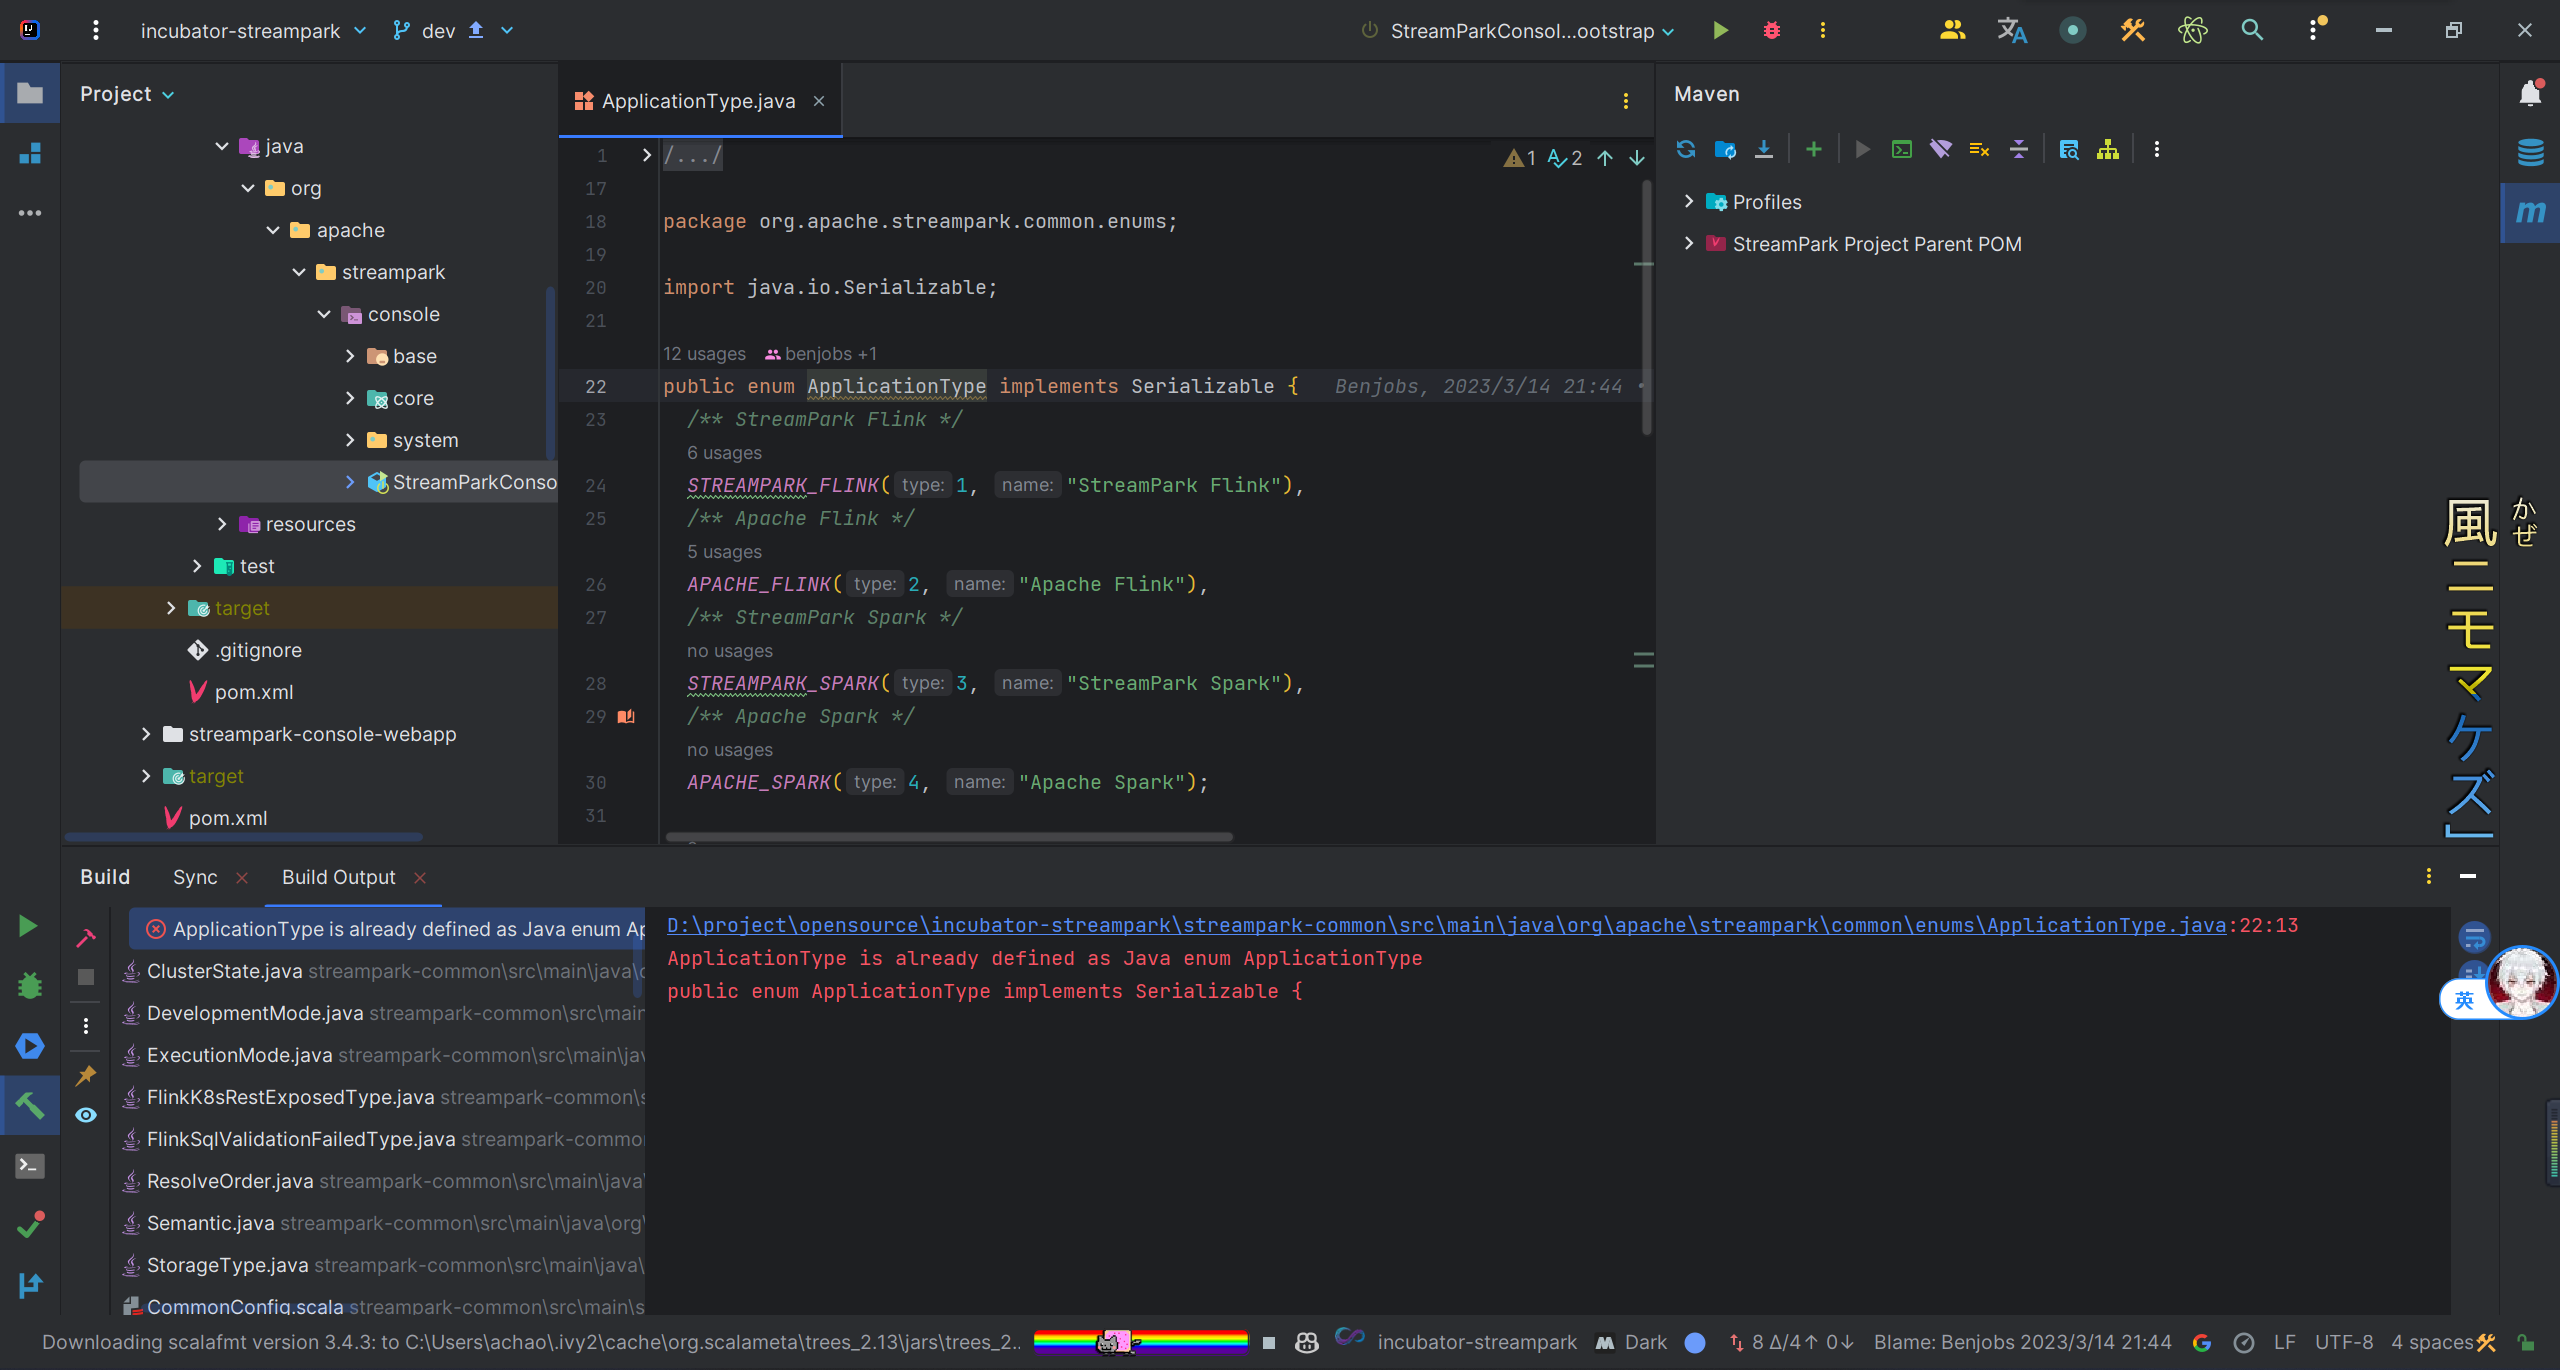 incubator-streampark
dev
StreamParkConsol...ootstrap
Project
java
org
apache
streampark
console
base
core
system
StreamParkConso
resources
test
target
.gitignore
pom.xml
streampark-console-webapp
target
pom.xml
ApplicationType.java
1 /.../
17
18 package org.apache.streampark.common.enums;
19
20 import java.io.Serializable;
21
12 usages benjobs +1
22 public enum ApplicationType implements Serializable { Benjobs, 2023/3/14 21:44 •
23 /** StreamPark Flink */
6 usages
24 STREAMPARK_FLINK( type: 1, name: "StreamPark Flink"),
25 /** Apache Flink */
5 usages
26 APACHE_FLINK( type: 2, name: "Apache Flink"),
27 /** StreamPark Spark */
no usages
28 STREAMPARK_SPARK( type: 3, name: "StreamPark Spark"),
29 /** Apache Spark */
no usages
30 APACHE_SPARK( type: 4, name: "Apache Spark");
31
1 2
Maven
Profiles
StreamPark Project Parent POM
m
風ニモマケズ」
かぜ
Build
Sync
Build Output
ApplicationType is already defined as Java enum Ap
ClusterState.java streampark-common\src\main\java\o
DevelopmentMode.java streampark-common\src\main
ExecutionMode.java streampark-common\src\main\jav
FlinkK8sRestExposedType.java streampark-common\s
FlinkSqlValidationFailedType.java streampark-commo
ResolveOrder.java streampark-common\src\main\java\
Semantic.java streampark-common\src\main\java\org\
StorageType.java streampark-common\src\main\java\
CommonConfig.scala streampark-common\src\main\s
D:\project\opensource\incubator-streampark\streampark-common\src\main\java\org\apache\streampark\common\enums\ApplicationType.java:22:13
ApplicationType is already defined as Java enum ApplicationType
public enum ApplicationType implements Serializable {
英
Downloading scalafmt version 3.4.3: to C:\Users\achao\.ivy2\cache\org.scalameta\trees_2.13\jars\trees_2...
incubator-streampark
Dark
8 Δ/4↑ 0↓
Blame: Benjobs 2023/3/14 21:44
LF
UTF-8
4 spaces